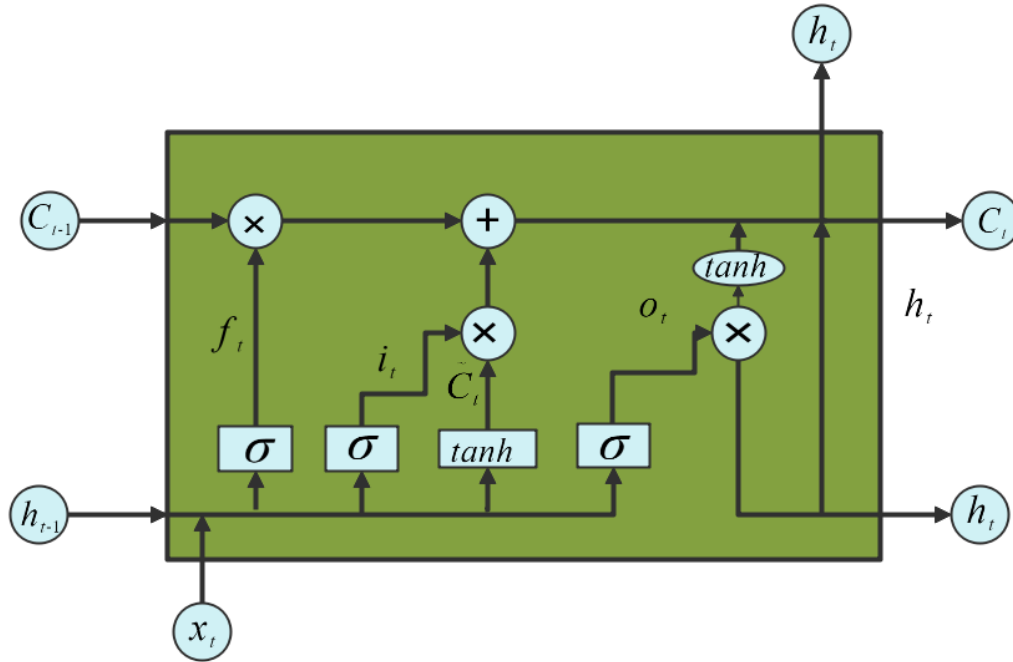 h_t
C_{t-1}
×
+
C_t
tanh
f_t
i_t
×
o_t
×
h_t
C̃_t
σ
σ
tanh
σ
h_{t-1}
h_t
x_t